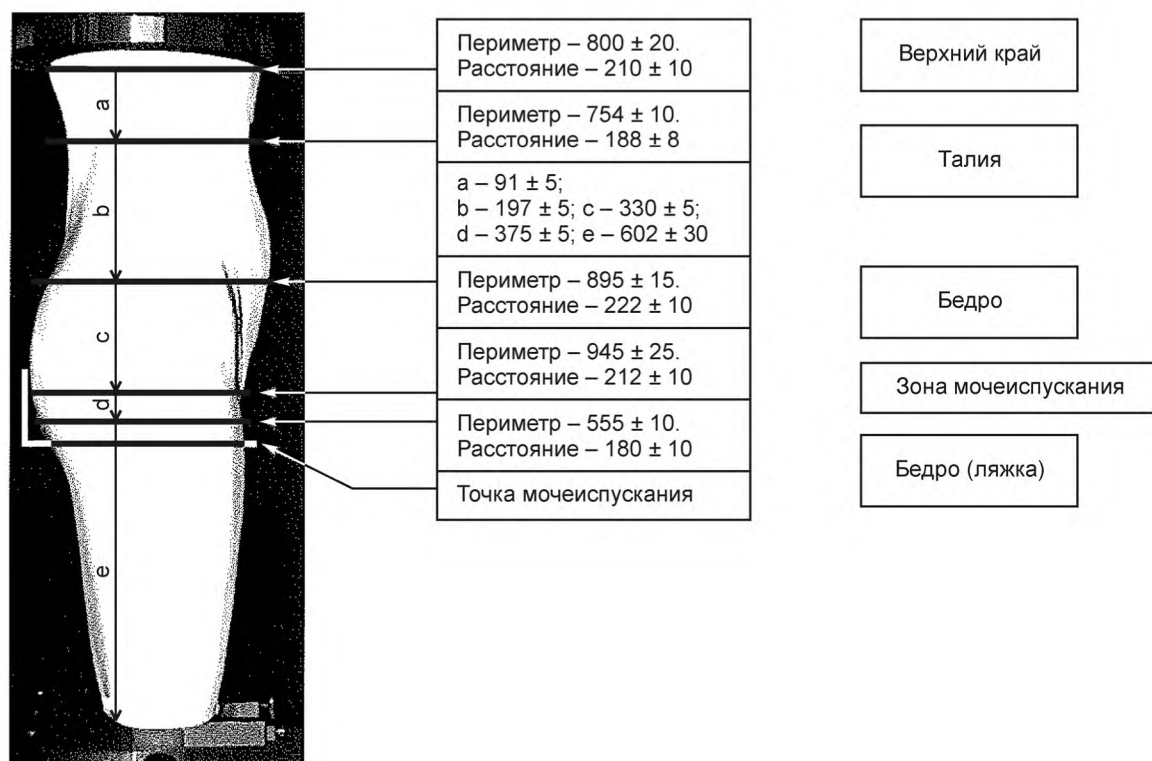 a
b
c
d
e
Периметр – 800 ± 20.
Расстояние – 210 ± 10
Периметр – 754 ± 10.
Расстояние – 188 ± 8
a – 91 ± 5;
b – 197 ± 5; c – 330 ± 5;
d – 375 ± 5; e – 602 ± 30
Периметр – 895 ± 15.
Расстояние – 222 ± 10
Периметр – 945 ± 25.
Расстояние – 212 ± 10
Периметр – 555 ± 10.
Расстояние – 180 ± 10
Точка мочеиспускания
Верхний край
Талия
Бедро
Зона мочеиспускания
Бедро (ляжка)